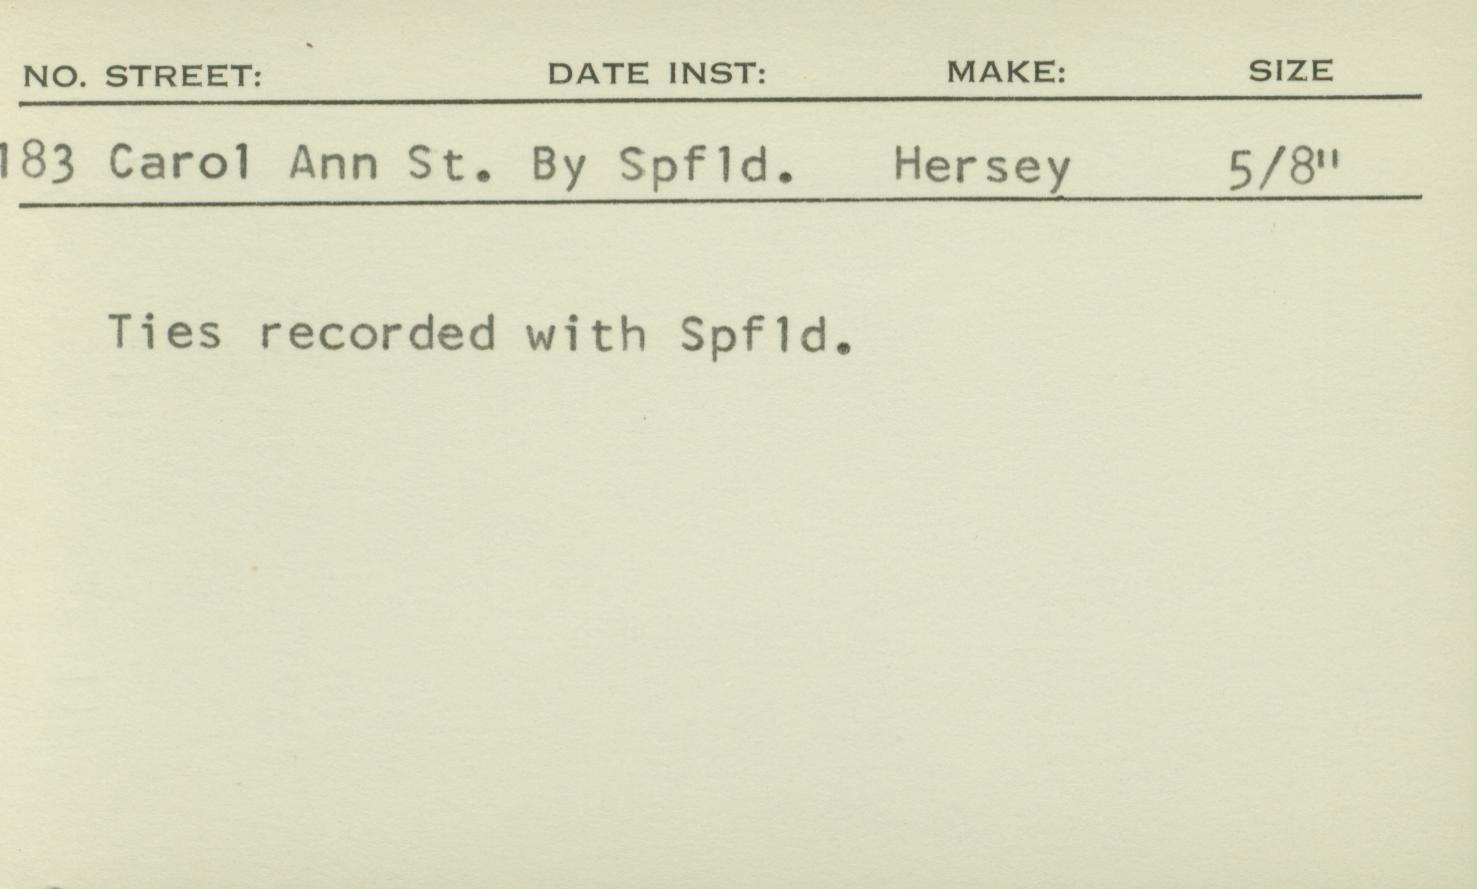 NO. STREET: DATE INST: MAKE: SIZE
183 Carol Ann St. By Spfld. Hersey 5/8"
Ties recorded with Spfld.